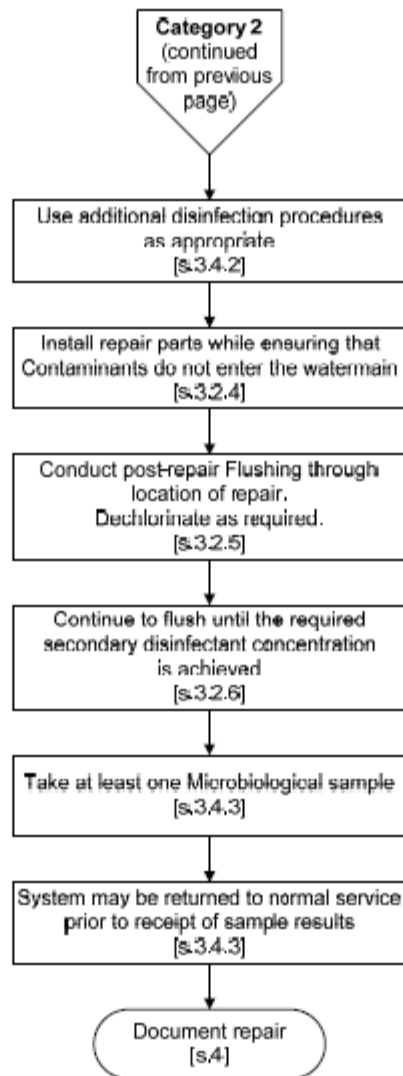 Category 2
(continued
from previous
page)
Use additional disinfection procedures
as appropriate
[s.3.4.2]
Install repair parts while ensuring that
Contaminants do not enter the watermain
[s.3.2.4]
Conduct post-repair Flushing through
location of repair.
Dechlorinate as required.
[s.3.2.5]
Continue to flush until the required
secondary disinfectant concentration
is achieved
[s.3.2.6]
Take at least one Microbiological sample
[s.3.4.3]
System may be returned to normal service
prior to receipt of sample results
[s.3.4.3]
Document repair
[s.4]